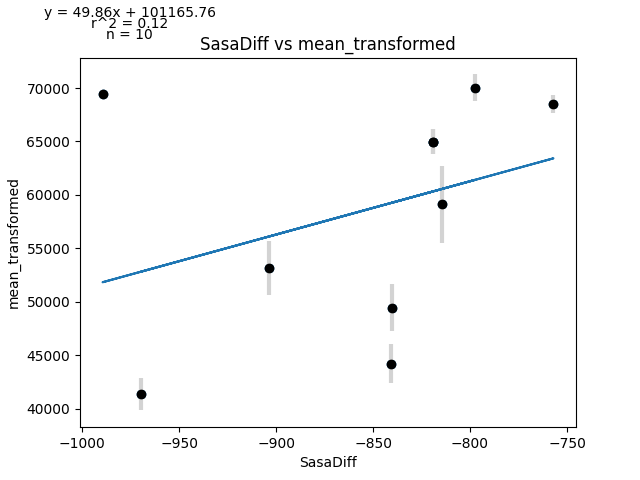 y = 49.86x + 101165.76
r^2 = 0.12
n = 10
SasaDiff vs mean_transformed
70000
65000
60000
55000
50000
45000
40000
mean_transformed
−1000 −950 −900 −850 −800 −750
SasaDiff